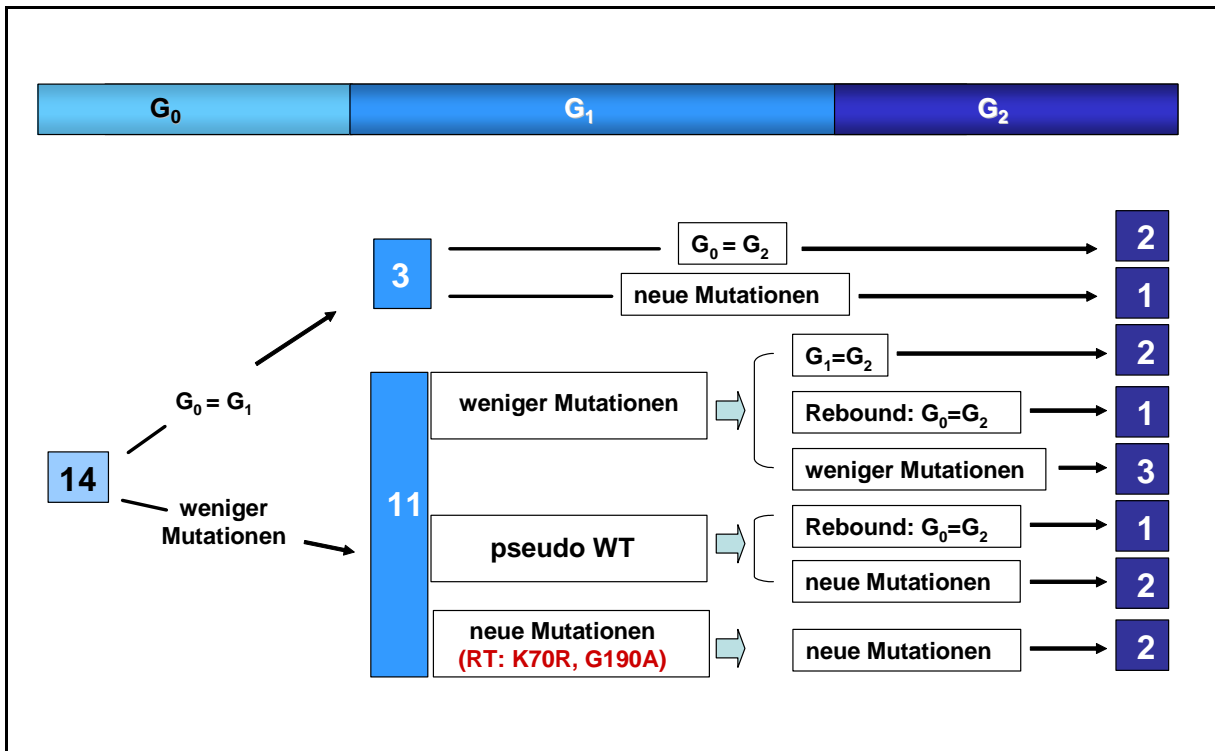 G₀ G₁ G₂
3
G₀ = G₂
2
neue Mutationen
1
G₀ = G₁
14
weniger
Mutationen
11
weniger Mutationen
G₁=G₂
2
Rebound: G₀=G₂
1
weniger Mutationen
3
pseudo WT
Rebound: G₀=G₂
1
neue Mutationen
2
neue Mutationen
(RT: K70R, G190A)
neue Mutationen
2